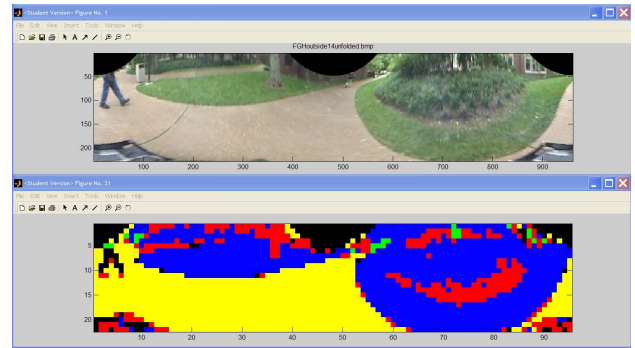 <Student Version> Figure No. 1
File Edit View Insert Tools Window Help
FGHoutside14unfolded.bmp
50
100
150
200
100 200 300 400 500 600 700 800 900
<Student Version> Figure No. 21
File Edit View Insert Tools Window Help
5
10
15
20
10 20 30 40 50 60 70 80 90